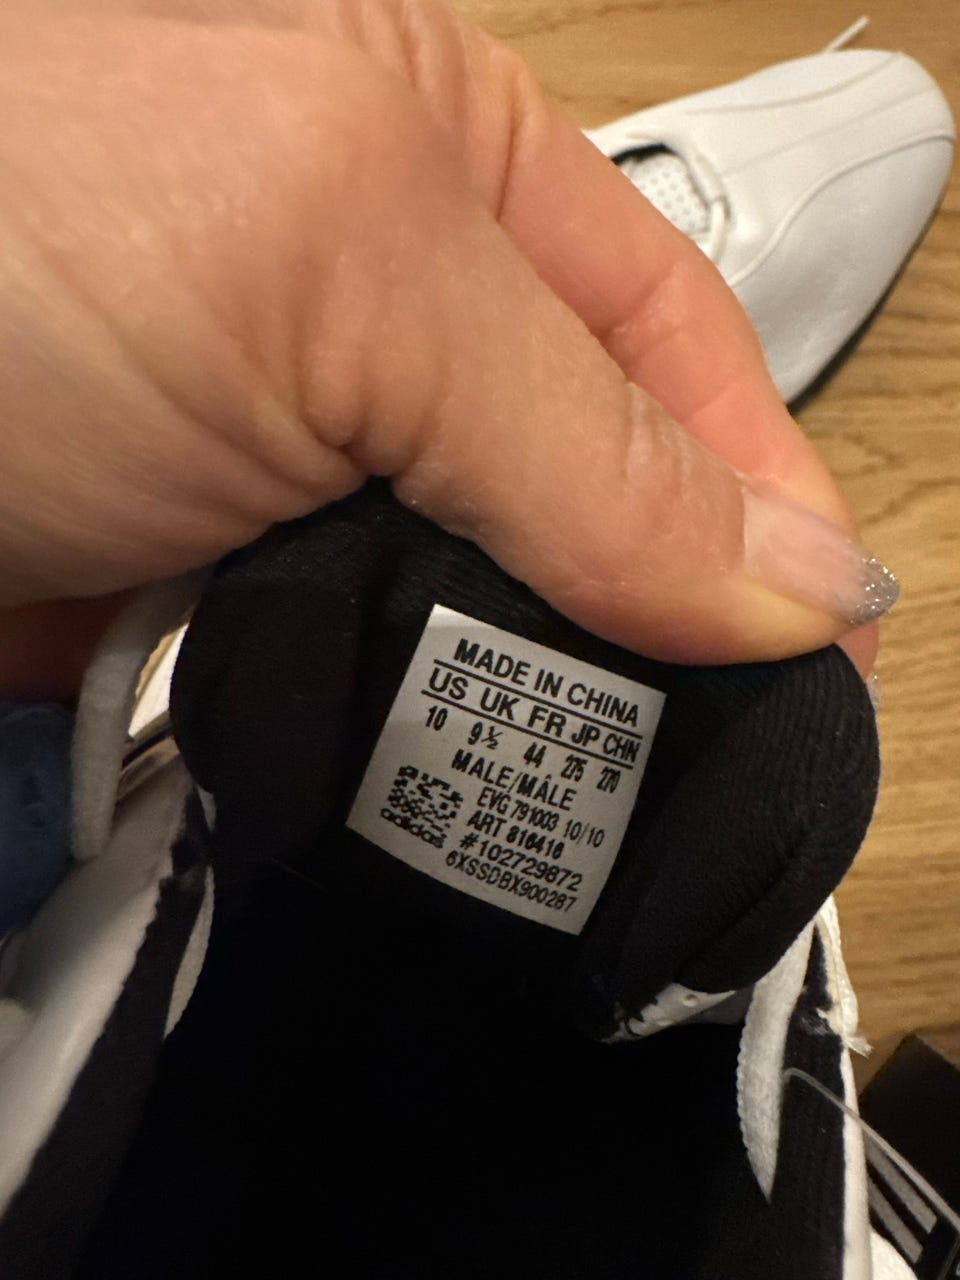 MADE IN CHINA
US UK FR JP CHN
10 9½ 44 275 270
MALE/MÂLE
EVG 791003 10/10
ART 816416
#102729872
6XSSDBX900287
adidas